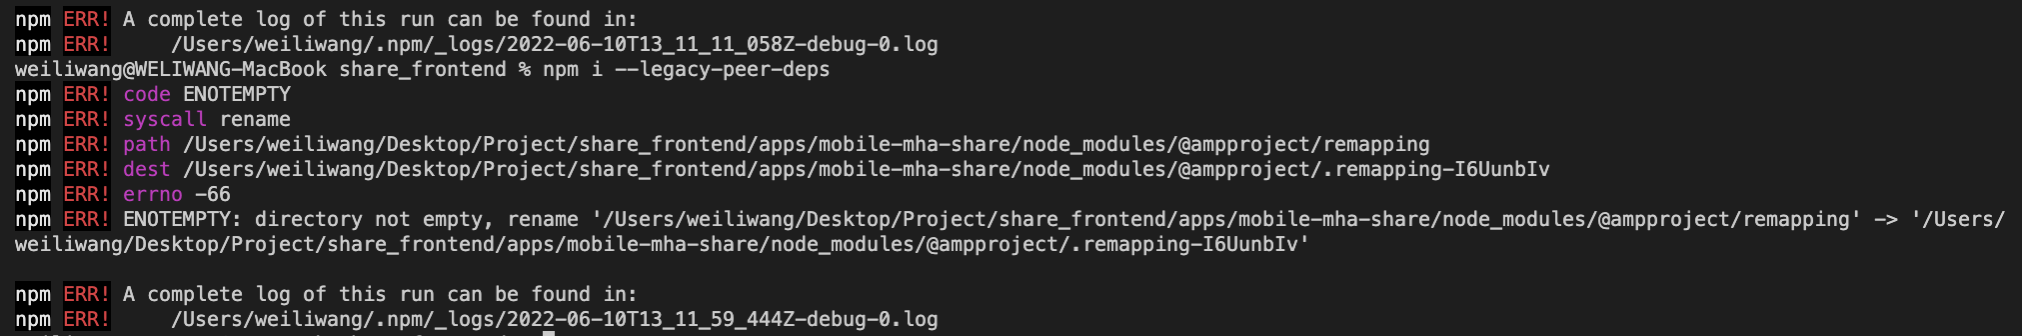 npm ERR! A complete log of this run can be found in:
npm ERR!     /Users/weiliwang/.npm/_logs/2022-06-10T13_11_11_058Z-debug-0.log
weiliwang@WELIWANG-MacBook share_frontend % npm i --legacy-peer-deps
npm ERR! code ENOTEMPTY
npm ERR! syscall rename
npm ERR! path /Users/weiliwang/Desktop/Project/share_frontend/apps/mobile-mha-share/node_modules/@ampproject/remapping
npm ERR! dest /Users/weiliwang/Desktop/Project/share_frontend/apps/mobile-mha-share/node_modules/@ampproject/.remapping-I6UunbIv
npm ERR! errno -66
npm ERR! ENOTEMPTY: directory not empty, rename '/Users/weiliwang/Desktop/Project/share_frontend/apps/mobile-mha-share/node_modules/@ampproject/remapping' -> '/Users/
weiliwang/Desktop/Project/share_frontend/apps/mobile-mha-share/node_modules/@ampproject/.remapping-I6UunbIv'
npm ERR! A complete log of this run can be found in:
npm ERR!     /Users/weiliwang/.npm/_logs/2022-06-10T13_11_59_444Z-debug-0.log